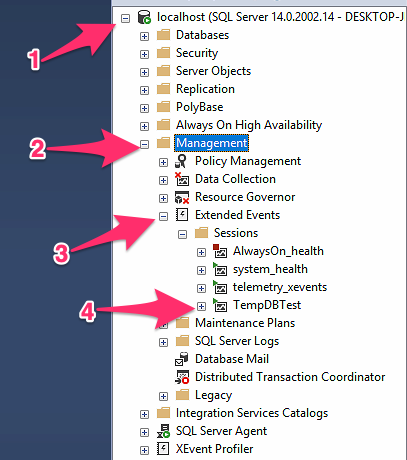 localhost (SQL Server 14.0.2002.14 - DESKTOP-J
1
Databases
Security
Server Objects
Replication
PolyBase
Always On High Availability
2
Management
Policy Management
Data Collection
Resource Governor
3
Extended Events
Sessions
AlwaysOn_health
system_health
telemetry_xevents
4
TempDBTest
Maintenance Plans
SQL Server Logs
Database Mail
Distributed Transaction Coordinator
Legacy
Integration Services Catalogs
SQL Server Agent
XEvent Profiler